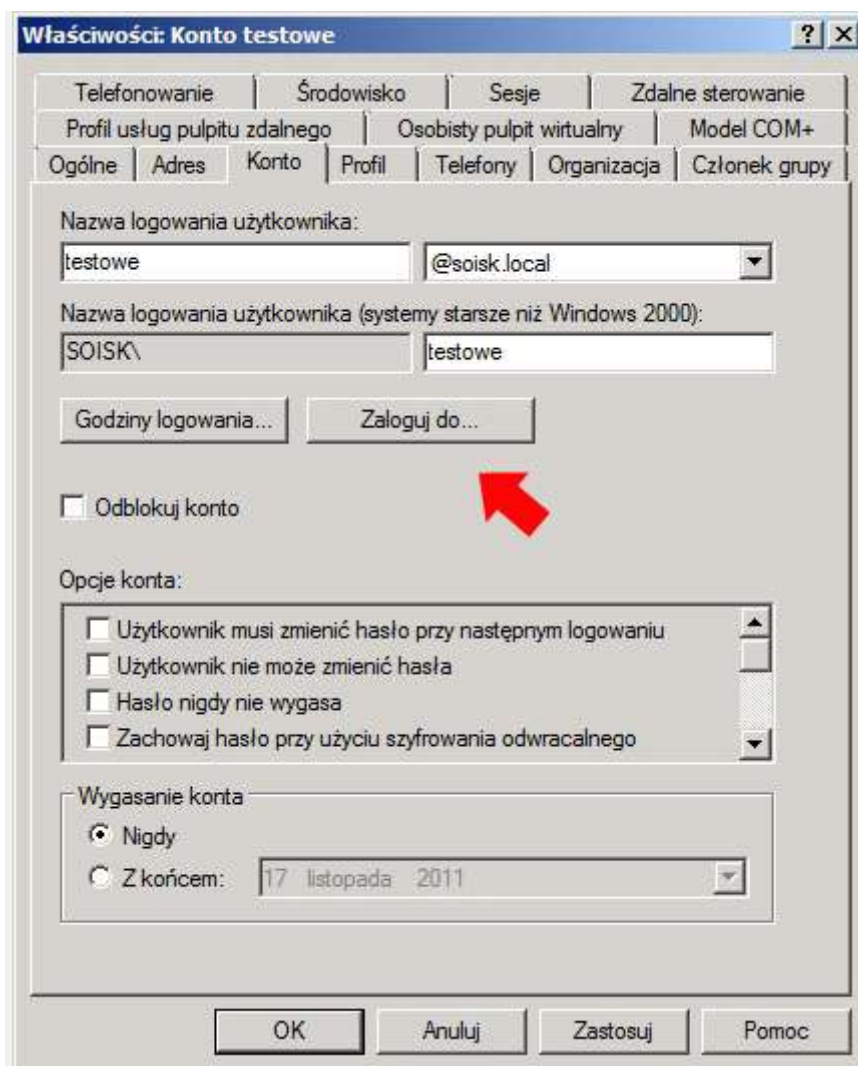 Właściwości: Konto testowe
Telefonowanie Środowisko Sesje Zdalne sterowanie
Profil usług pulpitu zdalnego Osobisty pulpit wirtualny Model COM+
Ogólne Adres Konto Profil Telefony Organizacja Członek grupy
Nazwa logowania użytkownika:
testowe @soisk.local
Nazwa logowania użytkownika (systemy starsze niż Windows 2000):
SOISK\ testowe
Godziny logowania... Zaloguj do...
Odblokuj konto
Opcje konta:
Użytkownik musi zmienić hasło przy następnym logowaniu
Użytkownik nie może zmienić hasła
Hasło nigdy nie wygasa
Zachowaj hasło przy użyciu szyfrowania odwracalnego
Wygasanie konta
Nigdy
Z końcem: 17 listopada 2011
OK Anuluj Zastosuj Pomoc